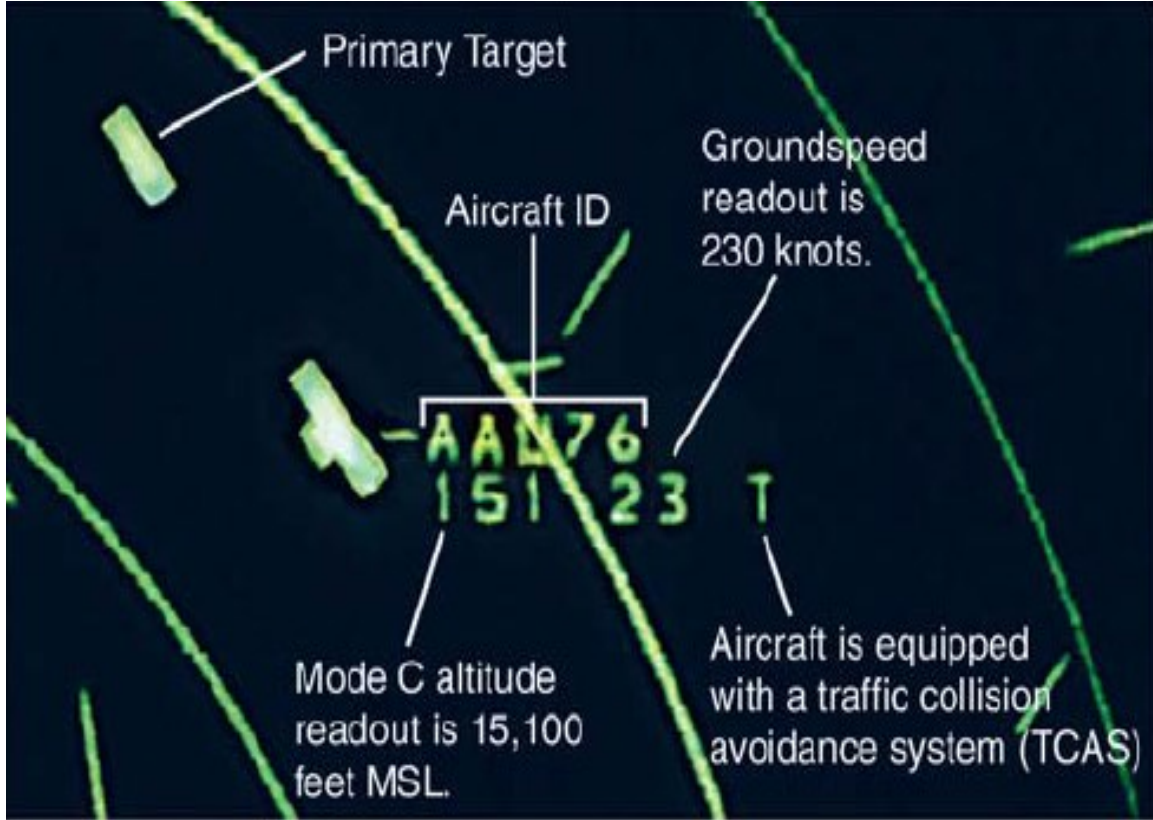 Primary Target
Groundspeed
readout is
230 knots.
Aircraft ID
AAL76
151 23 T
Mode C altitude
readout is 15,100
feet MSL.
Aircraft is equipped
with a traffic collision
avoidance system (TCAS)